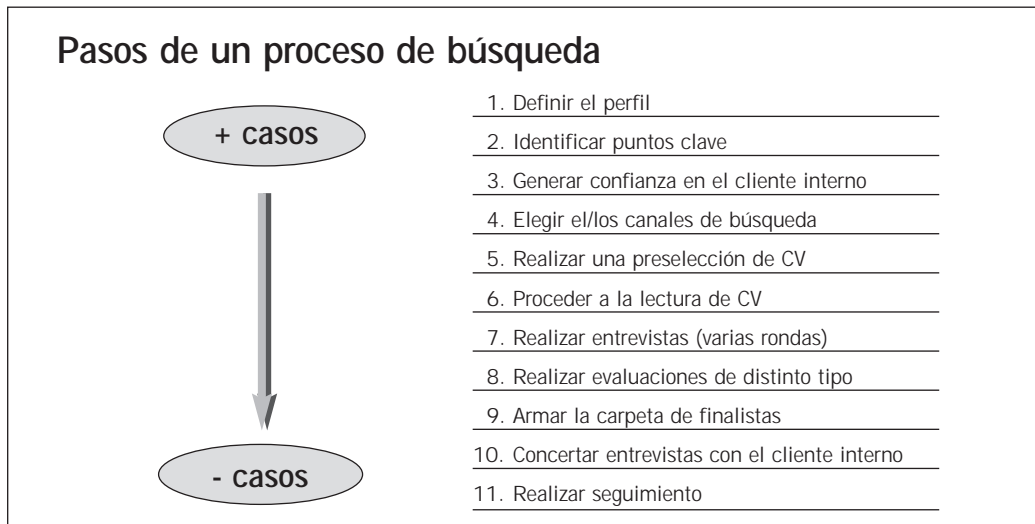 Pasos de un proceso de búsqueda
+ casos
1. Definir el perfil
2. Identificar puntos clave
3. Generar confianza en el cliente interno
4. Elegir el/los canales de búsqueda
5. Realizar una preselección de CV
6. Proceder a la lectura de CV
7. Realizar entrevistas (varias rondas)
8. Realizar evaluaciones de distinto tipo
9. Armar la carpeta de finalistas
10. Concertar entrevistas con el cliente interno
11. Realizar seguimiento
- casos